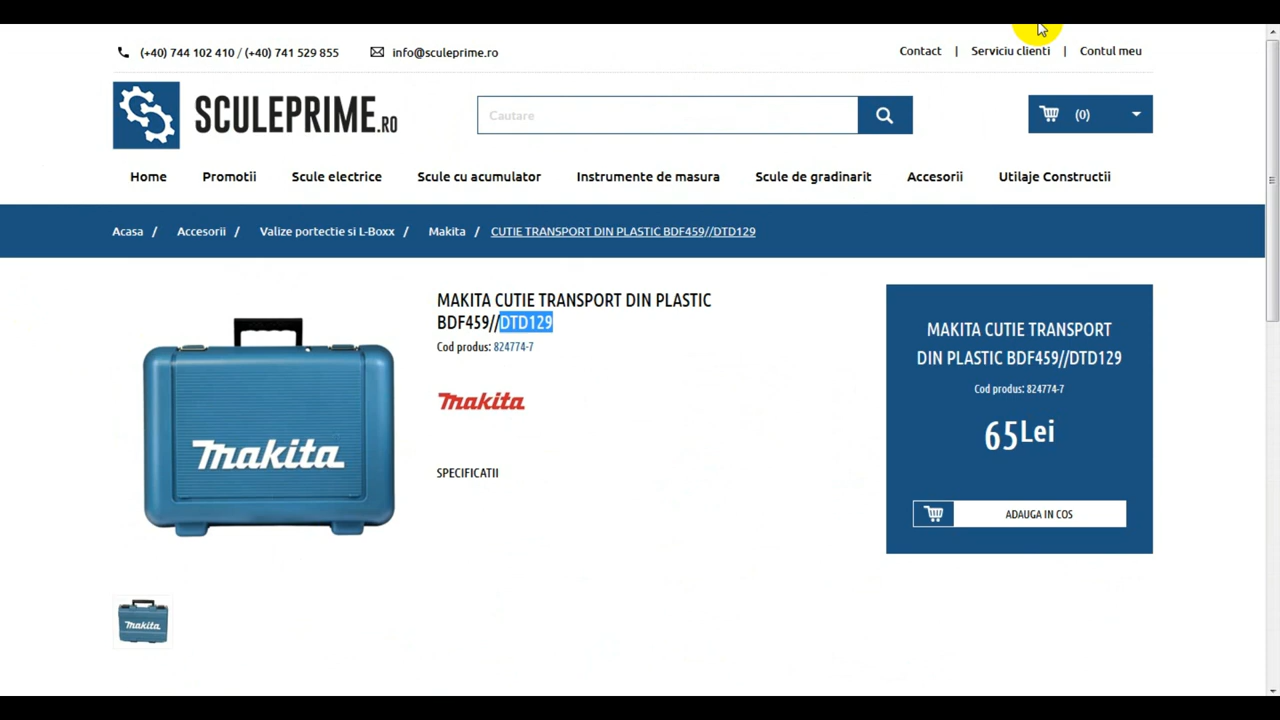 (+40) 744 102 410 / (+40) 741 529 855
info@sculeprime.ro
Contact | Serviciu clienti | Contul meu
SCULEPRIME.RO
Cautare
(0)
Home Promotii Scule electrice Scule cu acumulator Instrumente de masura Scule de gradinarit Accesorii Utilaje Constructii
Acasa / Accesorii / Valize portectie si L-Boxx / Makita / CUTIE TRANSPORT DIN PLASTIC BDF459//DTD129
makita
MAKITA CUTIE TRANSPORT DIN PLASTIC
BDF459//DTD129
Cod produs: 824774-7
makita
SPECIFICATII
MAKITA CUTIE TRANSPORT
DIN PLASTIC BDF459//DTD129
Cod produs: 824774-7
65Lei
ADAUGA IN COS
makita